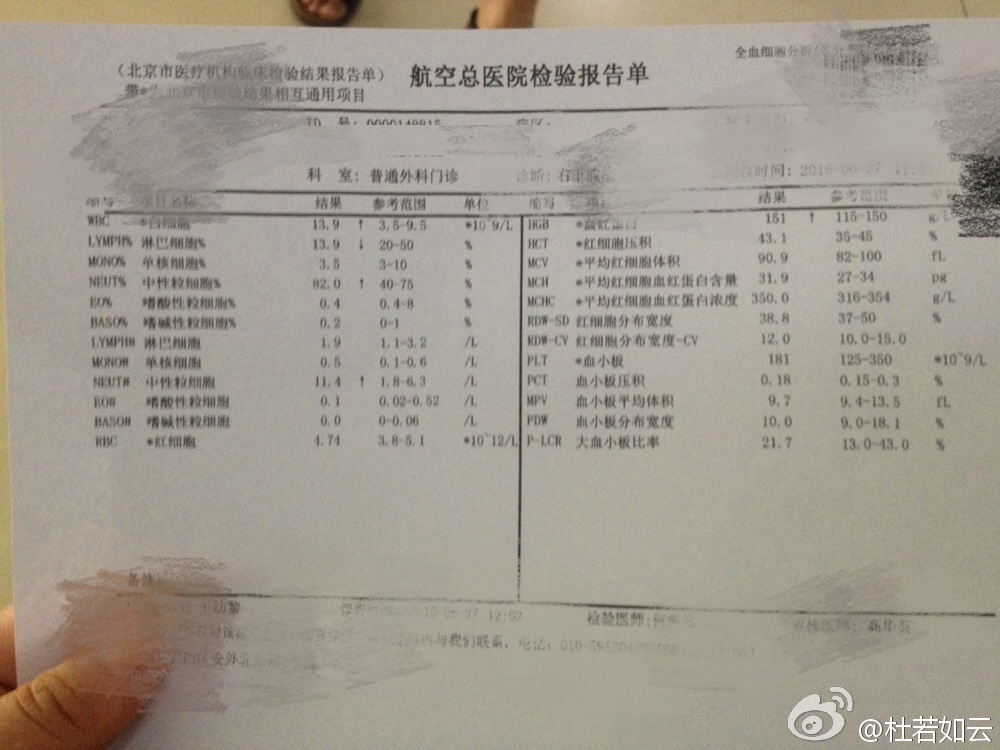 全血细胞分析
（北京市医疗机构临床检验结果报告单） 航空总医院检验报告单
带* 北京市检验结果相互通用项目
ID 号: 0000148815 病区:
科 室: 普通外科门诊 诊断: 右下腹
时间: 2016-06-27
缩写 项目名称 结果 参考范围 单位
WBC *白细胞 13.9 ↑ 3.5-9.5 *10^9/L
LYMPH% 淋巴细胞% 13.9 ↓ 20-50 %
MONO% 单核细胞% 3.5 3-10 %
NEUT% 中性粒细胞% 82.0 ↑ 40-75 %
EO% 嗜酸性粒细胞% 0.4 0.4-8 %
BASO% 嗜碱性粒细胞% 0.2 0-1 %
LYMPH# 淋巴细胞 1.9 1.1-3.2 /L
MONO# 单核细胞 0.5 0.1-0.6 /L
NEUT# 中性粒细胞 11.4 ↑ 1.8-6.3 /L
EO# 嗜酸性粒细胞 0.1 0.02-0.52 /L
BASO# 嗜碱性粒细胞 0.0 0-0.06 /L
RBC *红细胞 4.74 3.8-5.1 *10^12/L
缩写 项目 结果 参考范围 单位
HGB *血红蛋白 151 ↑ 115-150 g/L
HCT *红细胞压积 43.1 35-45 %
MCV *平均红细胞体积 90.9 82-100 fL
MCH *平均红细胞血红蛋白含量 31.9 27-34 pg
MCHC *平均红细胞血红蛋白浓度 350.0 316-354 g/L
RDW-SD 红细胞分布宽度 38.8 37-50 %
RDW-CV 红细胞分布宽度-CV 12.0 10.0-15.0
PLT *血小板 181 125-350 *10^9/L
PCT 血小板压积 0.18 0.15-0.3 %
MPV 血小板平均体积 9.7 9.4-13.5 fL
PDW 血小板分布宽度 10.0 9.0-18.1 %
P-LCR 大血小板比率 21.7 13.0-43.0 %
备注
2016-06-27 12:02 检验医师: 审核医师: 高华
内与我们联系，电话: 010-
安外北
@杜若如云